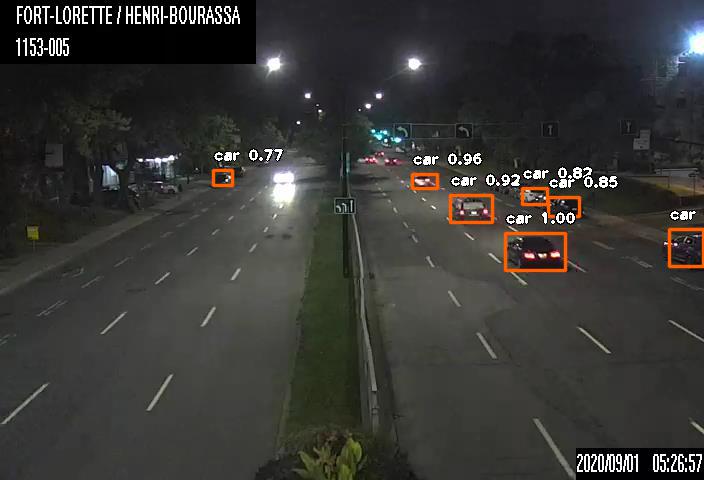 FORT-LORETTE / HENRI-BOURASSA
1153-005
car 0.77
car 0.96
car 0.92
car 0.82
car 0.85
car 1.00
car
2020/09/01 05:26:57